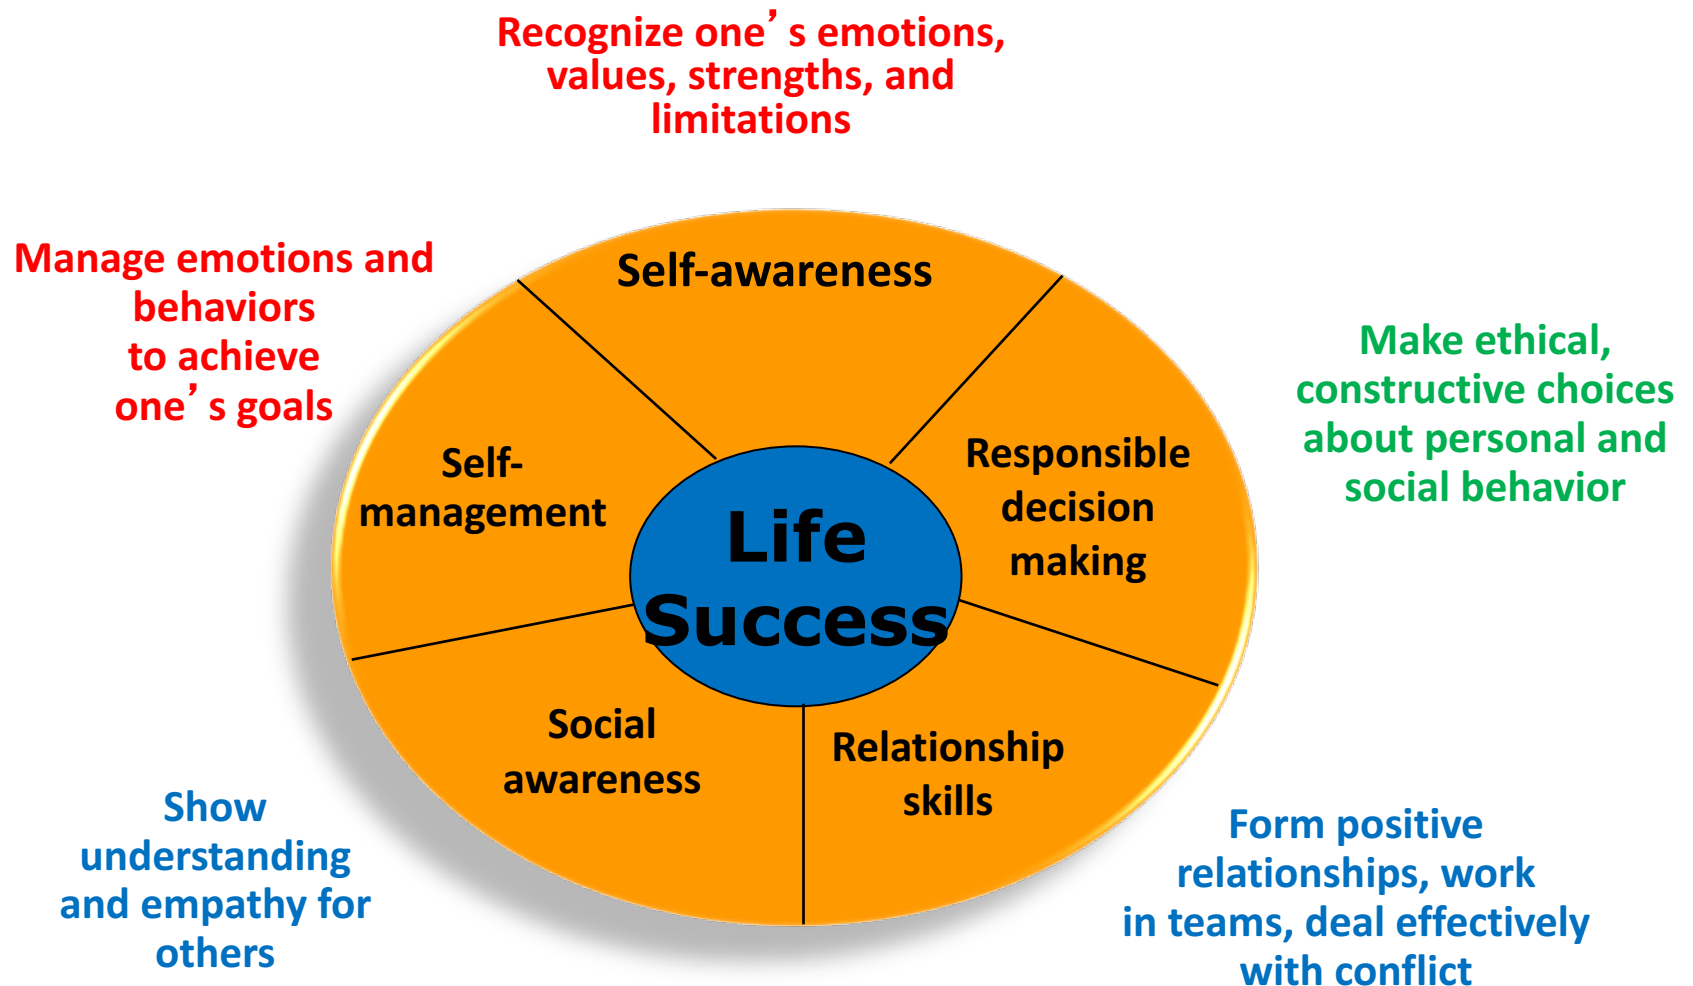 Recognize one’s emotions,
values, strengths, and
limitations
Manage emotions and
behaviors
to achieve
one’s goals
Self-awareness
Make ethical,
constructive choices
about personal and
social behavior
Self-
management
Responsible
decision
making
Life
Success
Social
awareness
Relationship
skills
Show
understanding
and empathy for
others
Form positive
relationships, work
in teams, deal effectively
with conflict